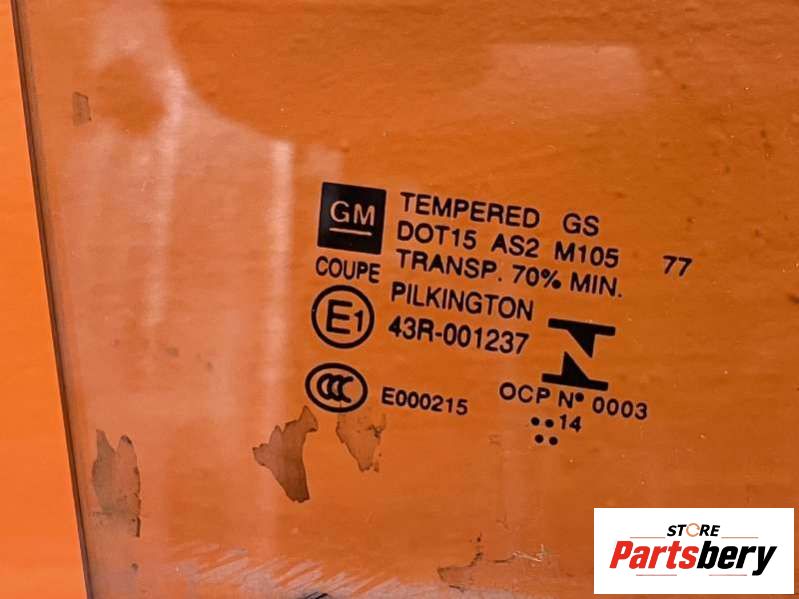 GM
TEMPERED GS
DOT15 AS2 M105 77
COUPE TRANSP. 70% MIN.
PILKINGTON
E1 43R-001237
CCC E000215
OCP Nº 0003
14
STORE
Partsbery